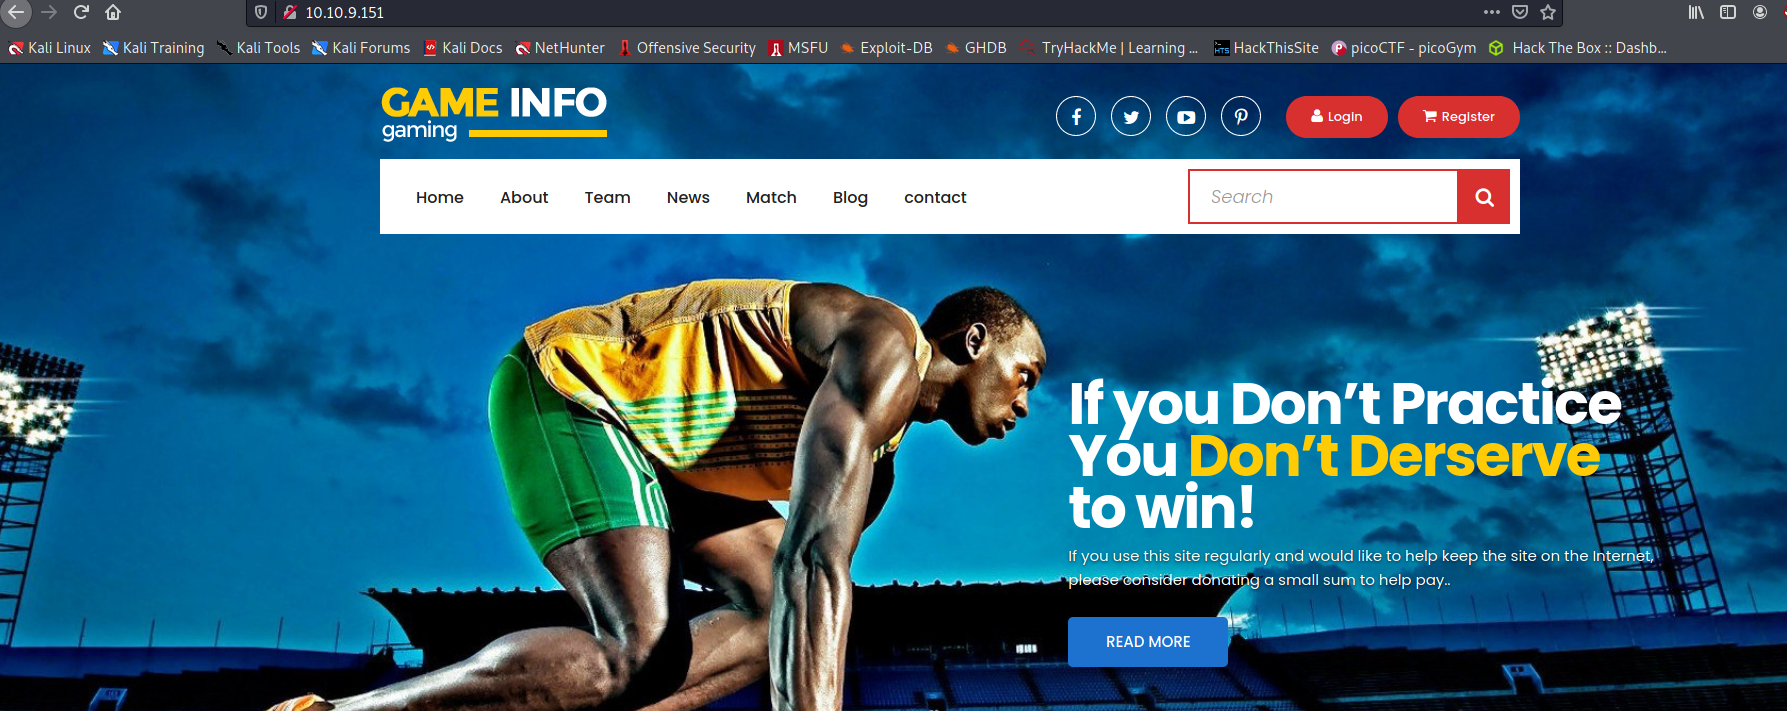 10.10.9.151
Kali Linux Kali Training Kali Tools Kali Forums Kali Docs NetHunter Offensive Security MSFU Exploit-DB GHDB TryHackMe | Learning ... HackThisSite picoCTF - picoGym Hack The Box :: Dashb...
GAME INFO
gaming
LogIn Register
Home About Team News Match Blog contact Search
If you Don’t Practice
You Don’t Derserve
to win!
If you use this site regularly and would like to help keep the site on the Internet,
please consider donating a small sum to help pay..
READ MORE